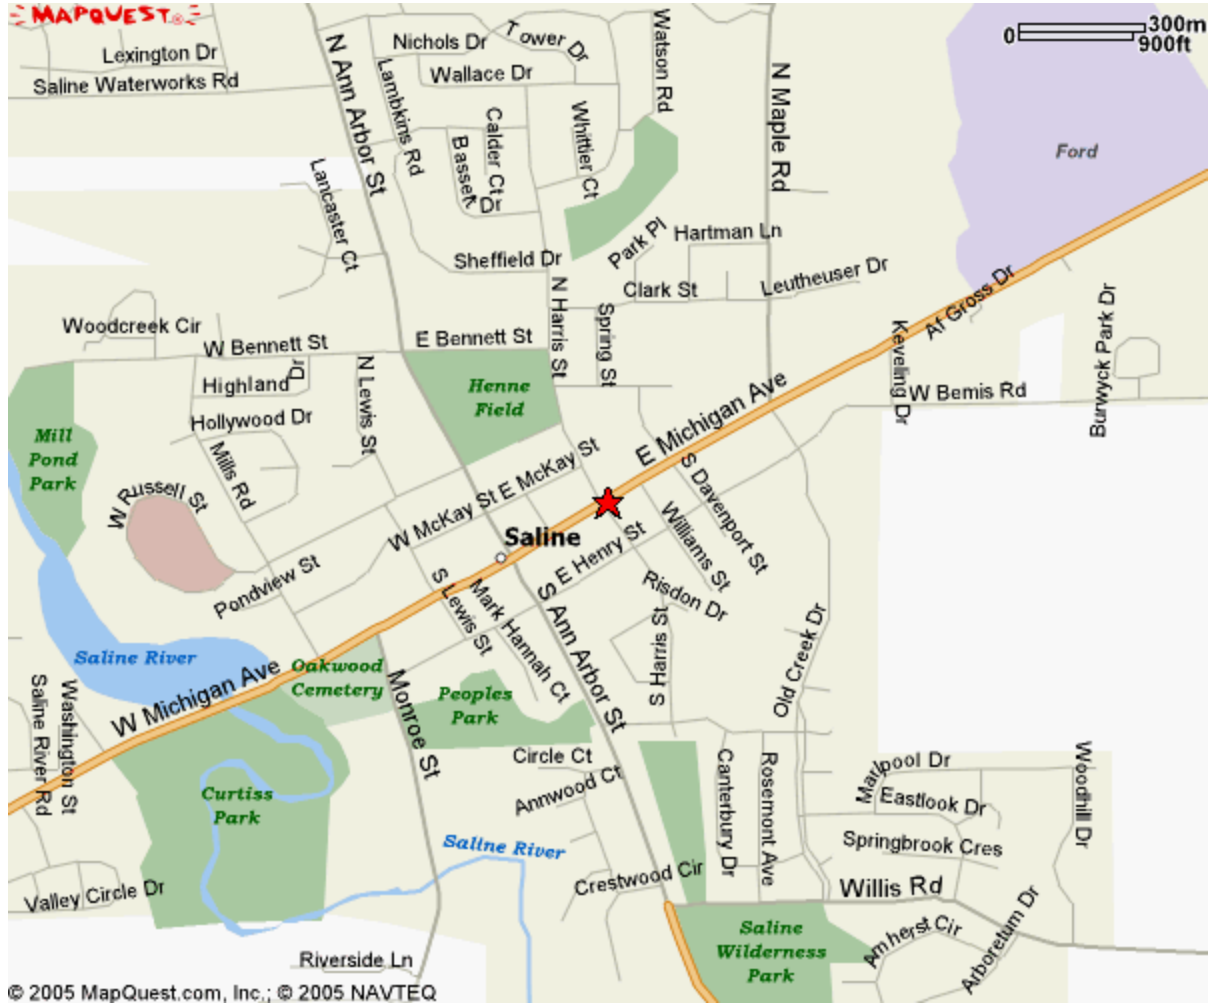 MAPQUEST®
0
300m
900ft
Lexington Dr
Saline Waterworks Rd
N Ann Arbor St
Nichols Dr
Tower Dr
Wallace Dr
Lambkins Rd
Calder Ct
Bassett Dr
Whittier Ct
Watson Rd
N Maple Rd
Ford
Lancaster Ct
Park Pl
Hartman Ln
Sheffield Dr
Clark St
Leutheuser Dr
Af Gross Dr
Woodcreek Cir
W Bennett St
E Bennett St
N Harris St
Spring St
Keveling Dr
Burwyck Park Dr
Highland Dr
N Lewis St
Henne
Field
W Bemis Rd
Hollywood Dr
Mill
Pond
Park
Mills Rd
E Michigan Ave
W Russell St
W McKay St
E McKay St
S Davenport St
Williams St
Saline
E Henry St
Pondview St
S Lewis St
Mark Hannah Ct
S Ann Arbor St
Risdon Dr
S Harris St
Old Creek Dr
Saline River
Oakwood
Cemetery
W Michigan Ave
Monroe St
Peoples
Park
Saline River Rd
Washington St
Circle Ct
Annwood Ct
Canterbury Dr
Rosemont Ave
Marlpool Dr
Eastlook Dr
Woodhill Dr
Curtiss
Park
Saline River
Springbrook Cres
Valley Circle Dr
Crestwood Cir
Willis Rd
Saline
Wilderness
Park
Amherst Cir
Arboretum Dr
Riverside Ln
© 2005 MapQuest.com, Inc.; © 2005 NAVTEQ